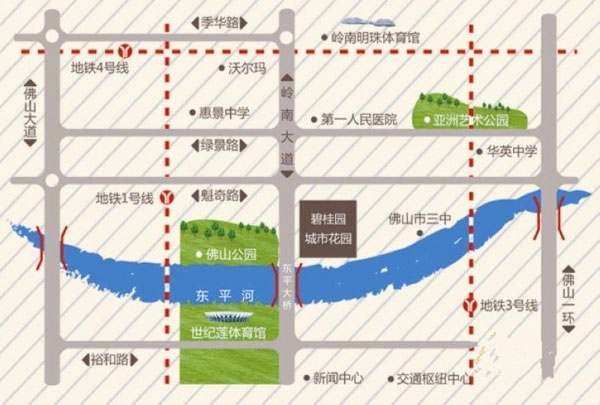 季华路
岭南明珠体育馆
地铁4号线
沃尔玛
佛山大道
岭南大道
惠景中学
第一人民医院
亚洲艺术公园
绿景路
华英中学
地铁1号线
魁奇路
碧桂园
城市花园
佛山市三中
佛山公园
东平大桥
东平河
佛山一环
地铁3号线
世纪莲体育馆
裕和路
新闻中心
交通枢纽中心